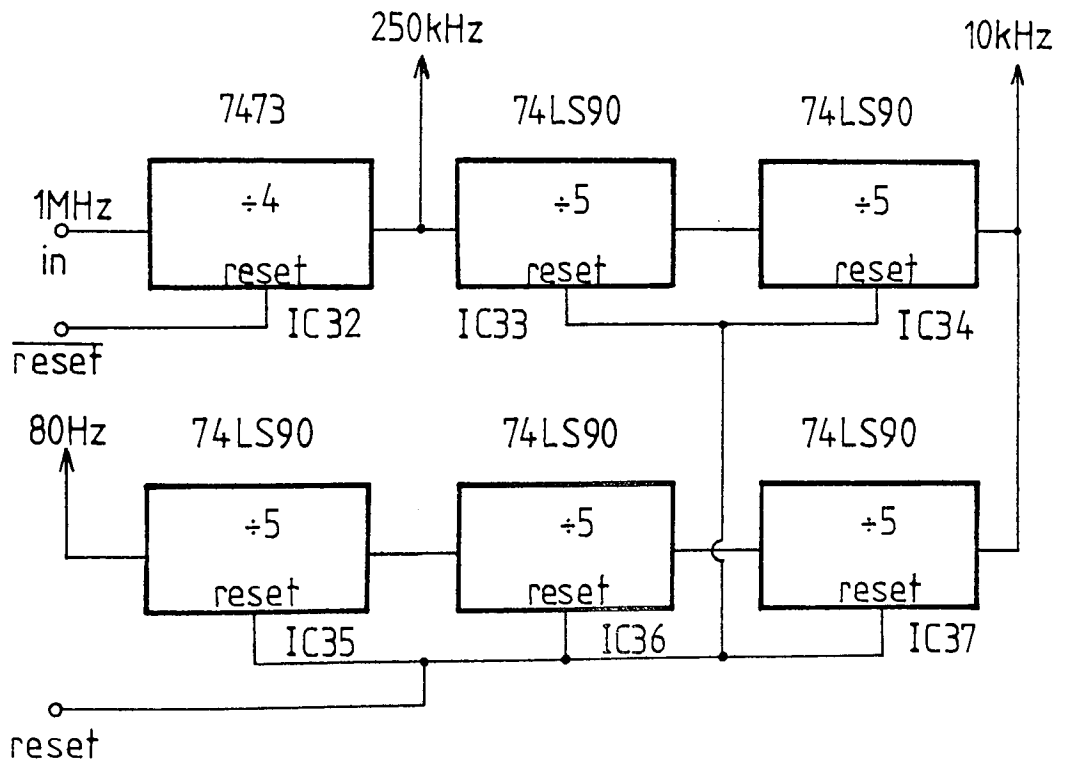 250kHz
10kHz
7473
74LS90
74LS90
1MHz
in
÷4
÷5
÷5
reset
reset
reset
IC32
IC33
IC34
reset
80Hz
74LS90
74LS90
74LS90
÷5
÷5
÷5
reset
reset
reset
IC35
IC36
IC37
reset